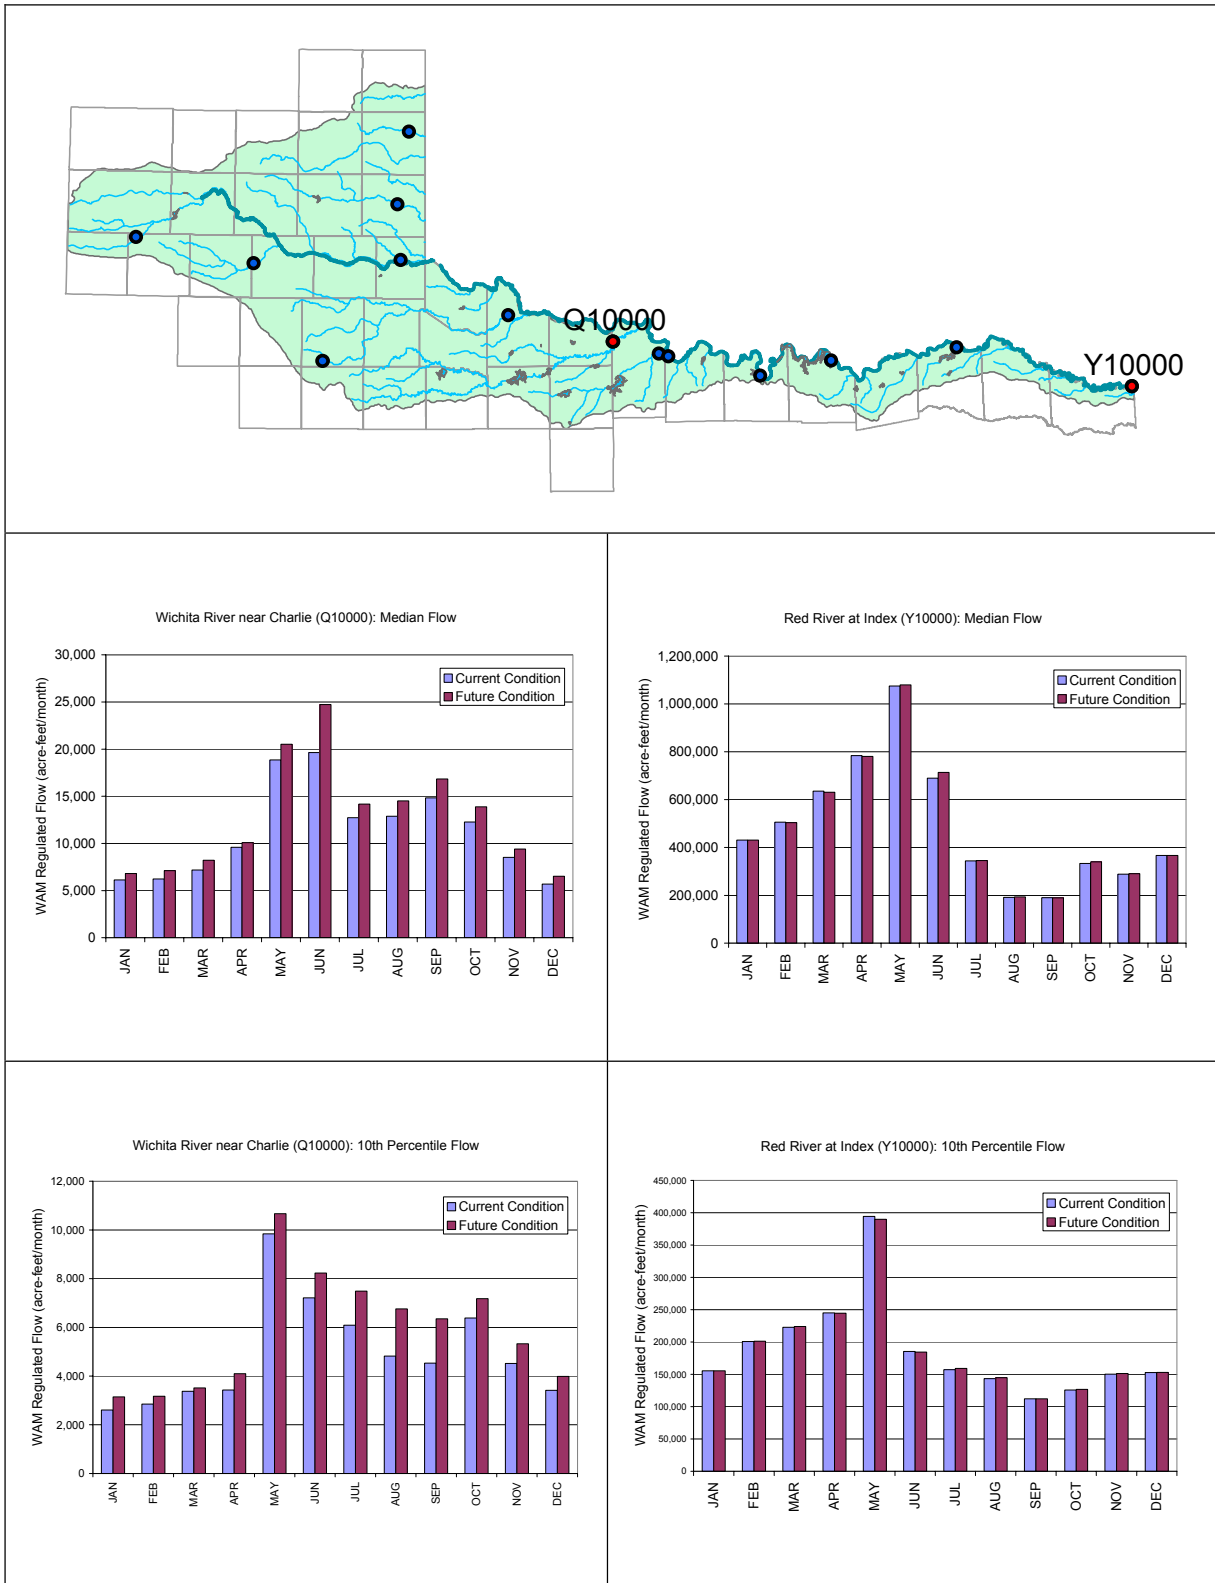 Q10000
Y10000
Wichita River near Charlie (Q10000): Median Flow
WAM Regulated Flow (acre-feet/month)
30,000
25,000
20,000
15,000
10,000
5,000
0
Current Condition
Future Condition
JAN FEB MAR APR MAY JUN JUL AUG SEP OCT NOV DEC
Red River at Index (Y10000): Median Flow
WAM Regulated Flow (acre-feet/month)
1,200,000
1,000,000
800,000
600,000
400,000
200,000
0
Current Condition
Future Condition
JAN FEB MAR APR MAY JUN JUL AUG SEP OCT NOV DEC
Wichita River near Charlie (Q10000): 10th Percentile Flow
WAM Regulated Flow (acre-feet/month)
12,000
10,000
8,000
6,000
4,000
2,000
0
Current Condition
Future Condition
JAN FEB MAR APR MAY JUN JUL AUG SEP OCT NOV DEC
Red River at Index (Y10000): 10th Percentile Flow
WAM Regulated Flow (acre-feet/month)
450,000
400,000
350,000
300,000
250,000
200,000
150,000
100,000
50,000
0
Current Condition
Future Condition
JAN FEB MAR APR MAY JUN JUL AUG SEP OCT NOV DEC